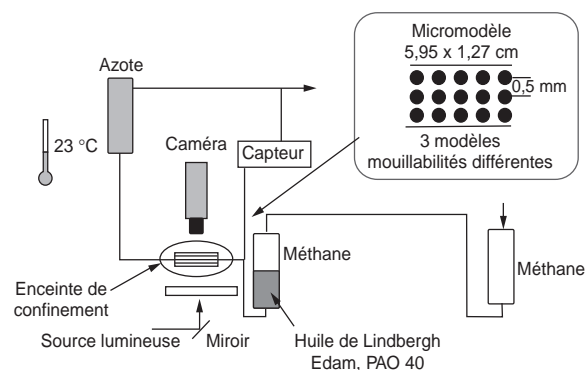 Micromodèle
5,95 x 1,27 cm
0,5 mm
3 modèles
mouillabilités différentes
Azote
23 °C
Caméra
Capteur
Méthane
Méthane
Enceinte de
confinement
Source lumineuse
Miroir
Huile de Lindbergh
Edam, PAO 40